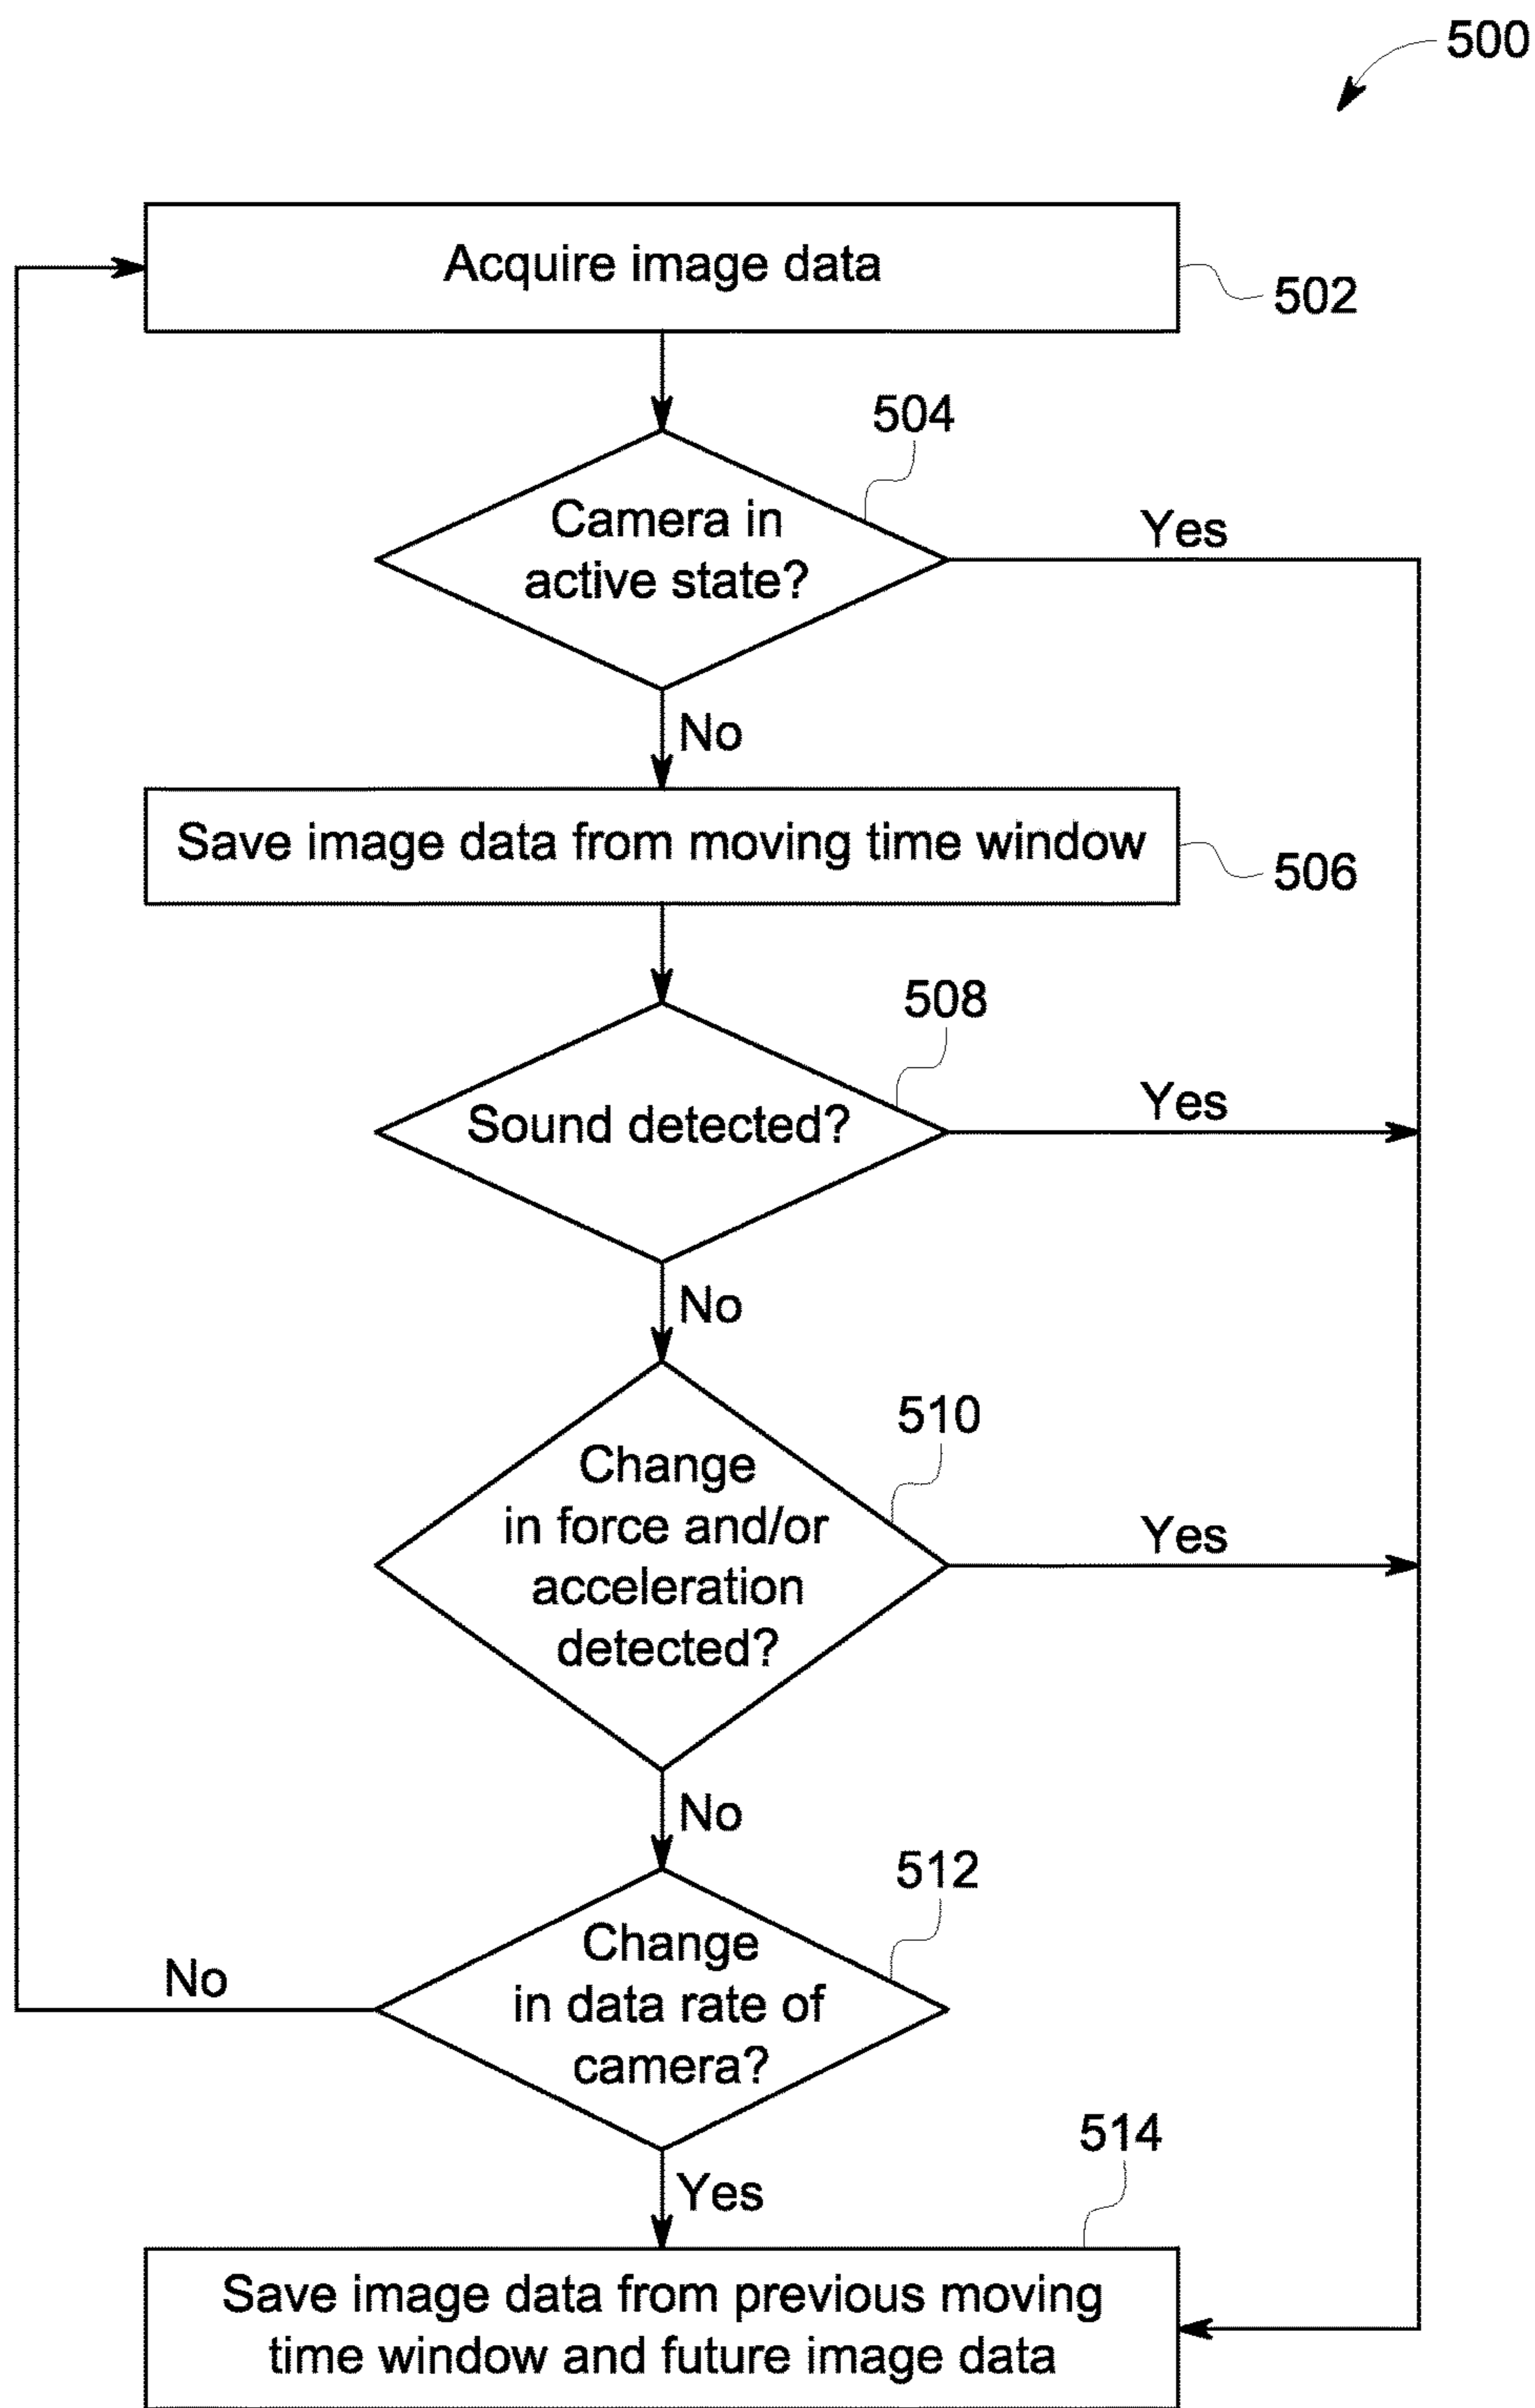 500
Acquire image data
502
504
Camera in
active state?
Yes
No
Save image data from moving time window
506
508
Sound detected?
Yes
No
510
Change
in force and/or
acceleration
detected?
Yes
No
512
Change
in data rate of
camera?
No
Yes
514
Save image data from previous moving
time window and future image data